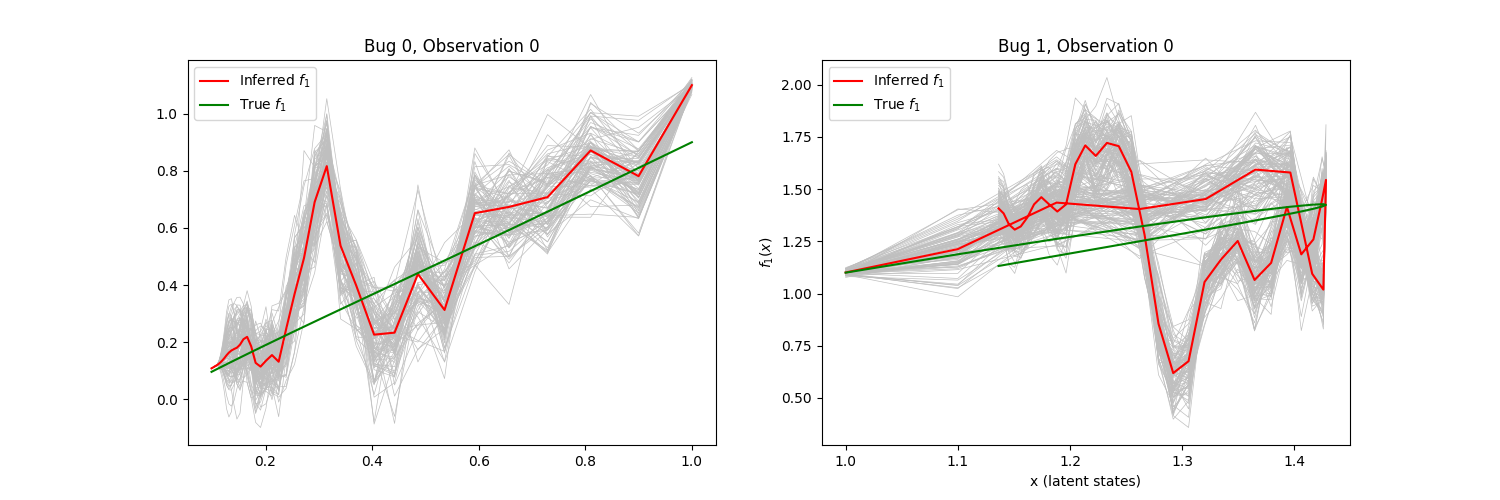 Bug 0, Observation 0
Inferred f₁
True f₁
1.0
0.8
0.6
0.4
0.2
0.0
0.2 0.4 0.6 0.8 1.0
Bug 1, Observation 0
Inferred f₁
True f₁
f₁(x)
2.00
1.75
1.50
1.25
1.00
0.75
0.50
1.0 1.1 1.2 1.3 1.4
x (latent states)